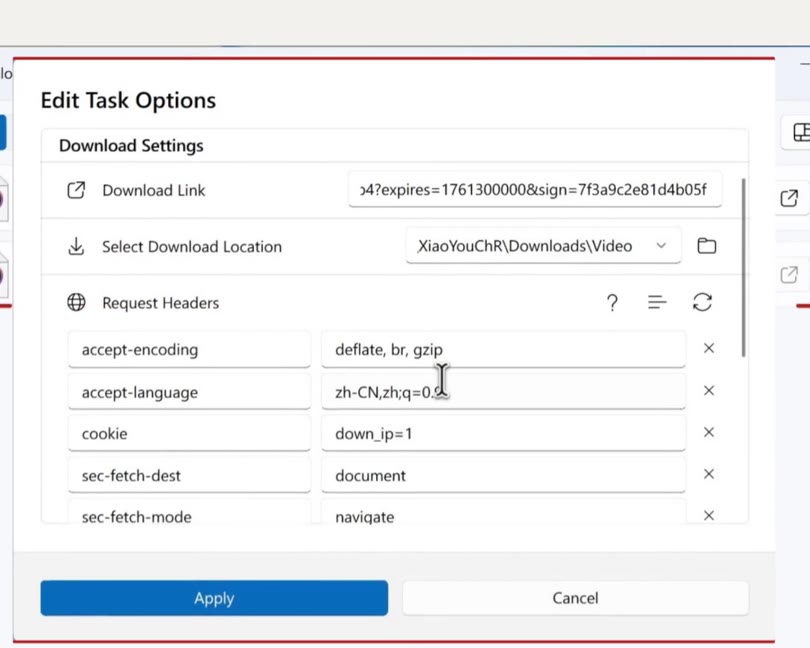 lo
Edit Task Options
Download Settings
Download Link
4?expires=1761300000&sign=7f3a9c2e81d4b05f
Select Download Location
XiaoYouChR\Downloads\Video
Request Headers
?
accept-encoding deflate, br, gzip
accept-language zh-CN,zh;q=0.
cookie down_ip=1
sec-fetch-dest document
sec-fetch-mode navigate
Apply Cancel